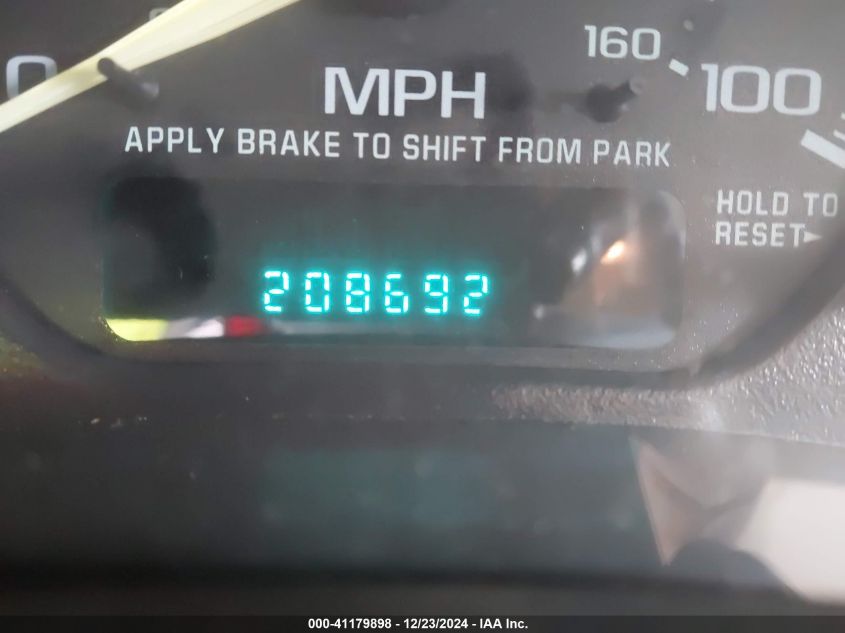 160
0
MPH
100
APPLY BRAKE TO SHIFT FROM PARK
HOLD TO
RESET
208692
000-41179898 - 12/23/2024 - IAA Inc.